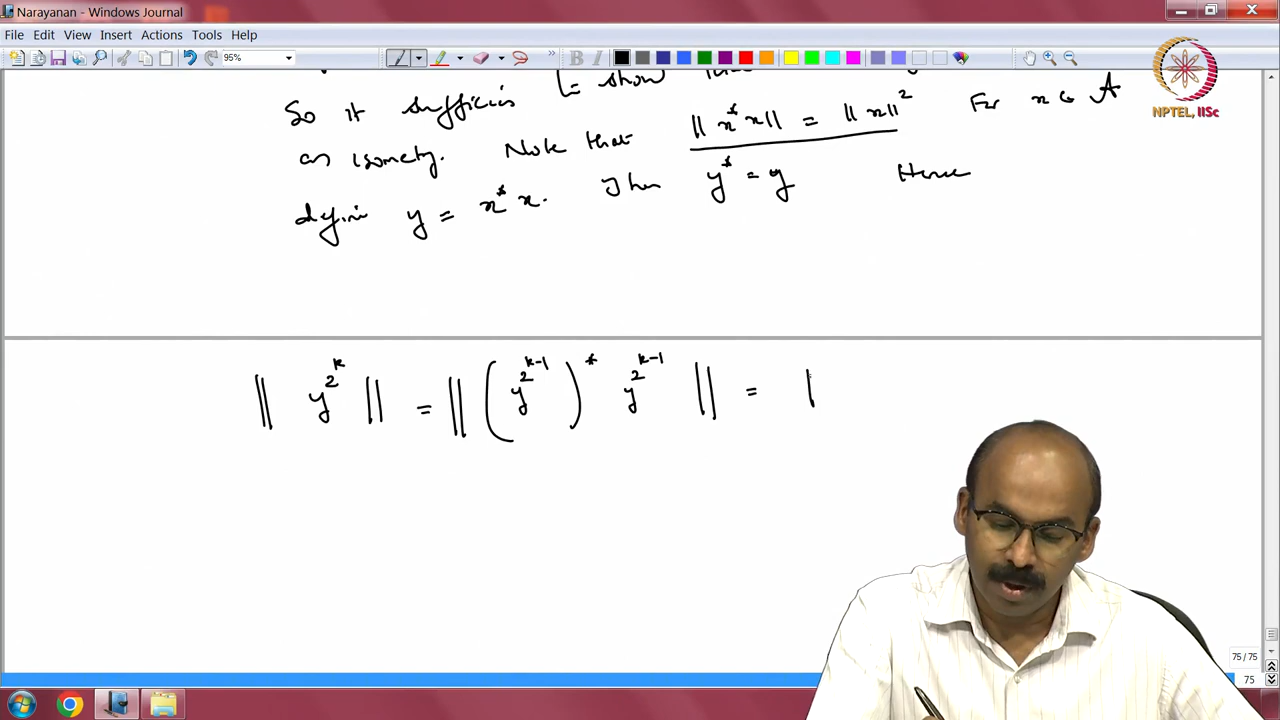 Narayanan - Windows Journal
File Edit View Insert Actions Tools Help
95%
NPTEL, IISc
So it suffices to show
as isometry. Note that ‖x*x‖ = ‖x‖² For x ∈ A
define y = x*x. Then y* = y Hence
‖ y^{2^k} ‖ = ‖ ( y^{2^{k-1}} )* y^{2^{k-1}} ‖ = |
75 / 75
75